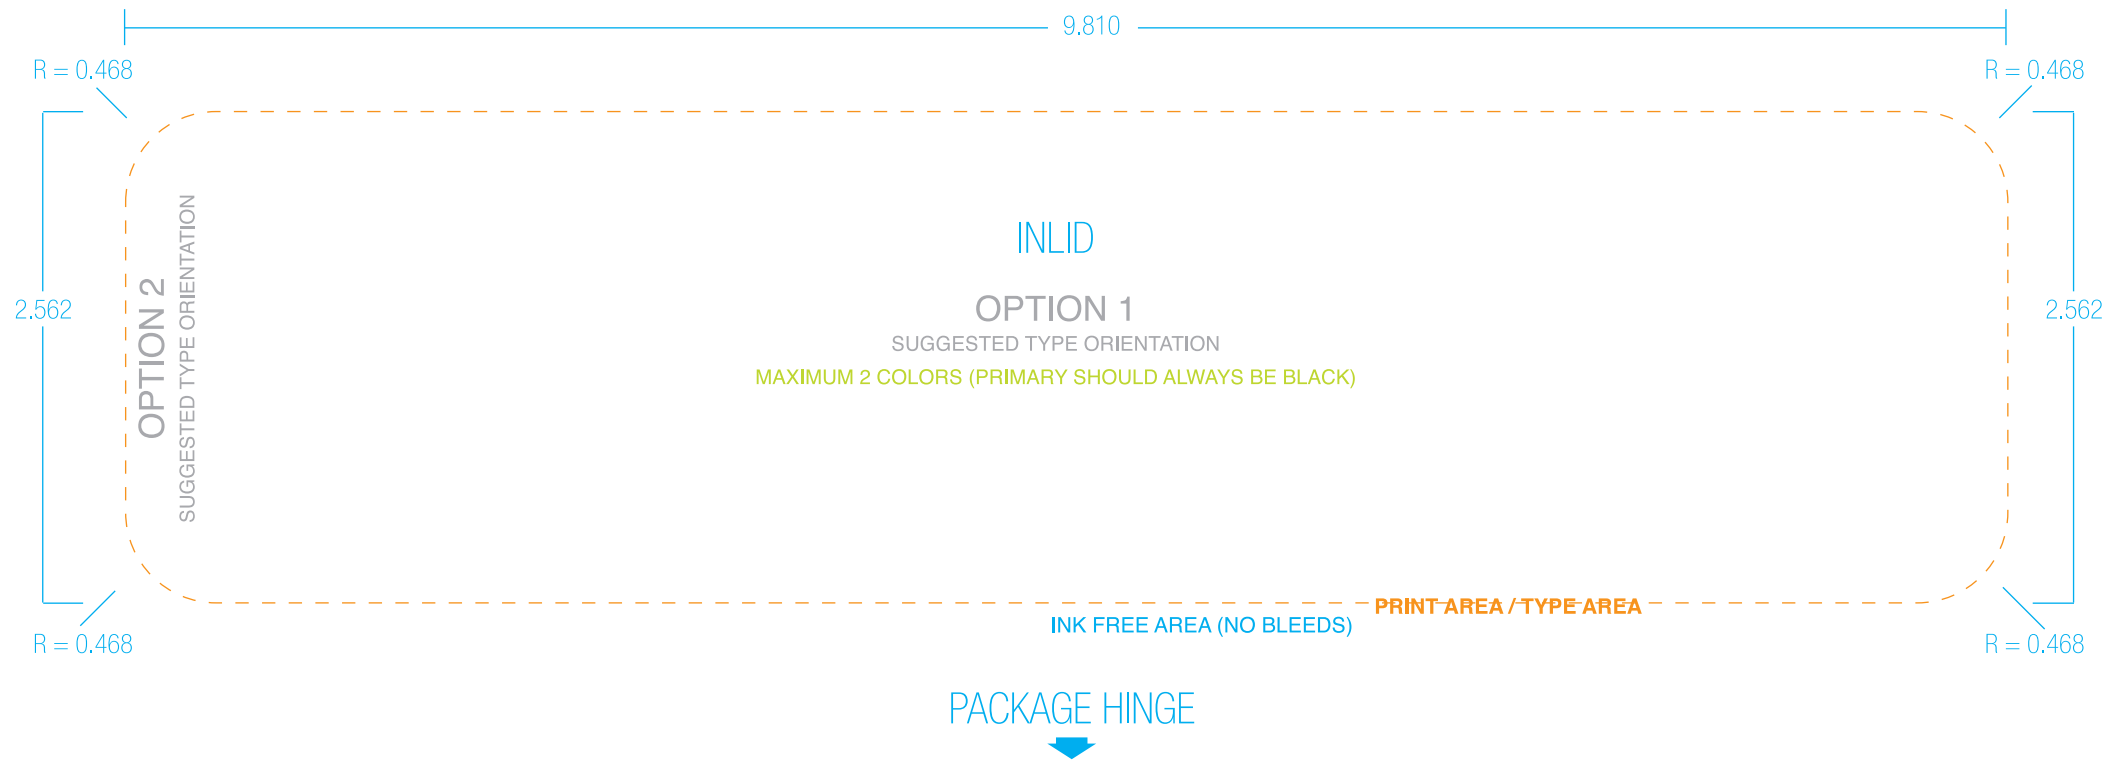 9.810
R = 0.468
R = 0.468
INLID
OPTION 2
SUGGESTED TYPE ORIENTATION
2.562
OPTION 1
2.562
SUGGESTED TYPE ORIENTATION
MAXIMUM 2 COLORS (PRIMARY SHOULD ALWAYS BE BLACK)
PRINT AREA / TYPE AREA
INK FREE AREA (NO BLEEDS)
R = 0.468
R = 0.468
PACKAGE HINGE